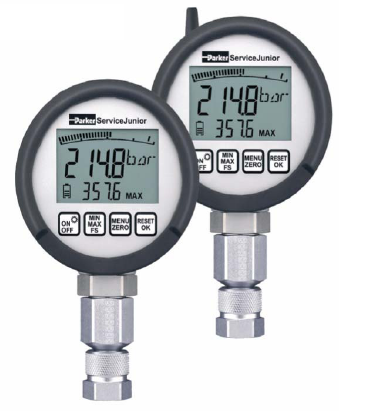 Parker ServiceJunior
214.8 bar
357.6 MAX
ON OFF
MIN MAX FS
MENU ZERO
RESET OK
Parker ServiceJunior
214.8 bar
357.6 MAX
MIN MAX FS
MENU ZERO
RESET OK